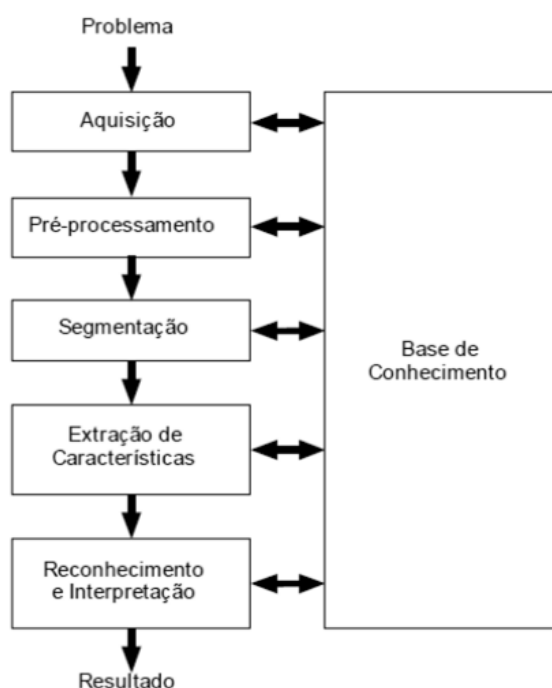 Problema
Aquisição
Pré-processamento
Segmentação
Base de
Conhecimento
Extração de
Características
Reconhecimento
e Interpretação
Resultado